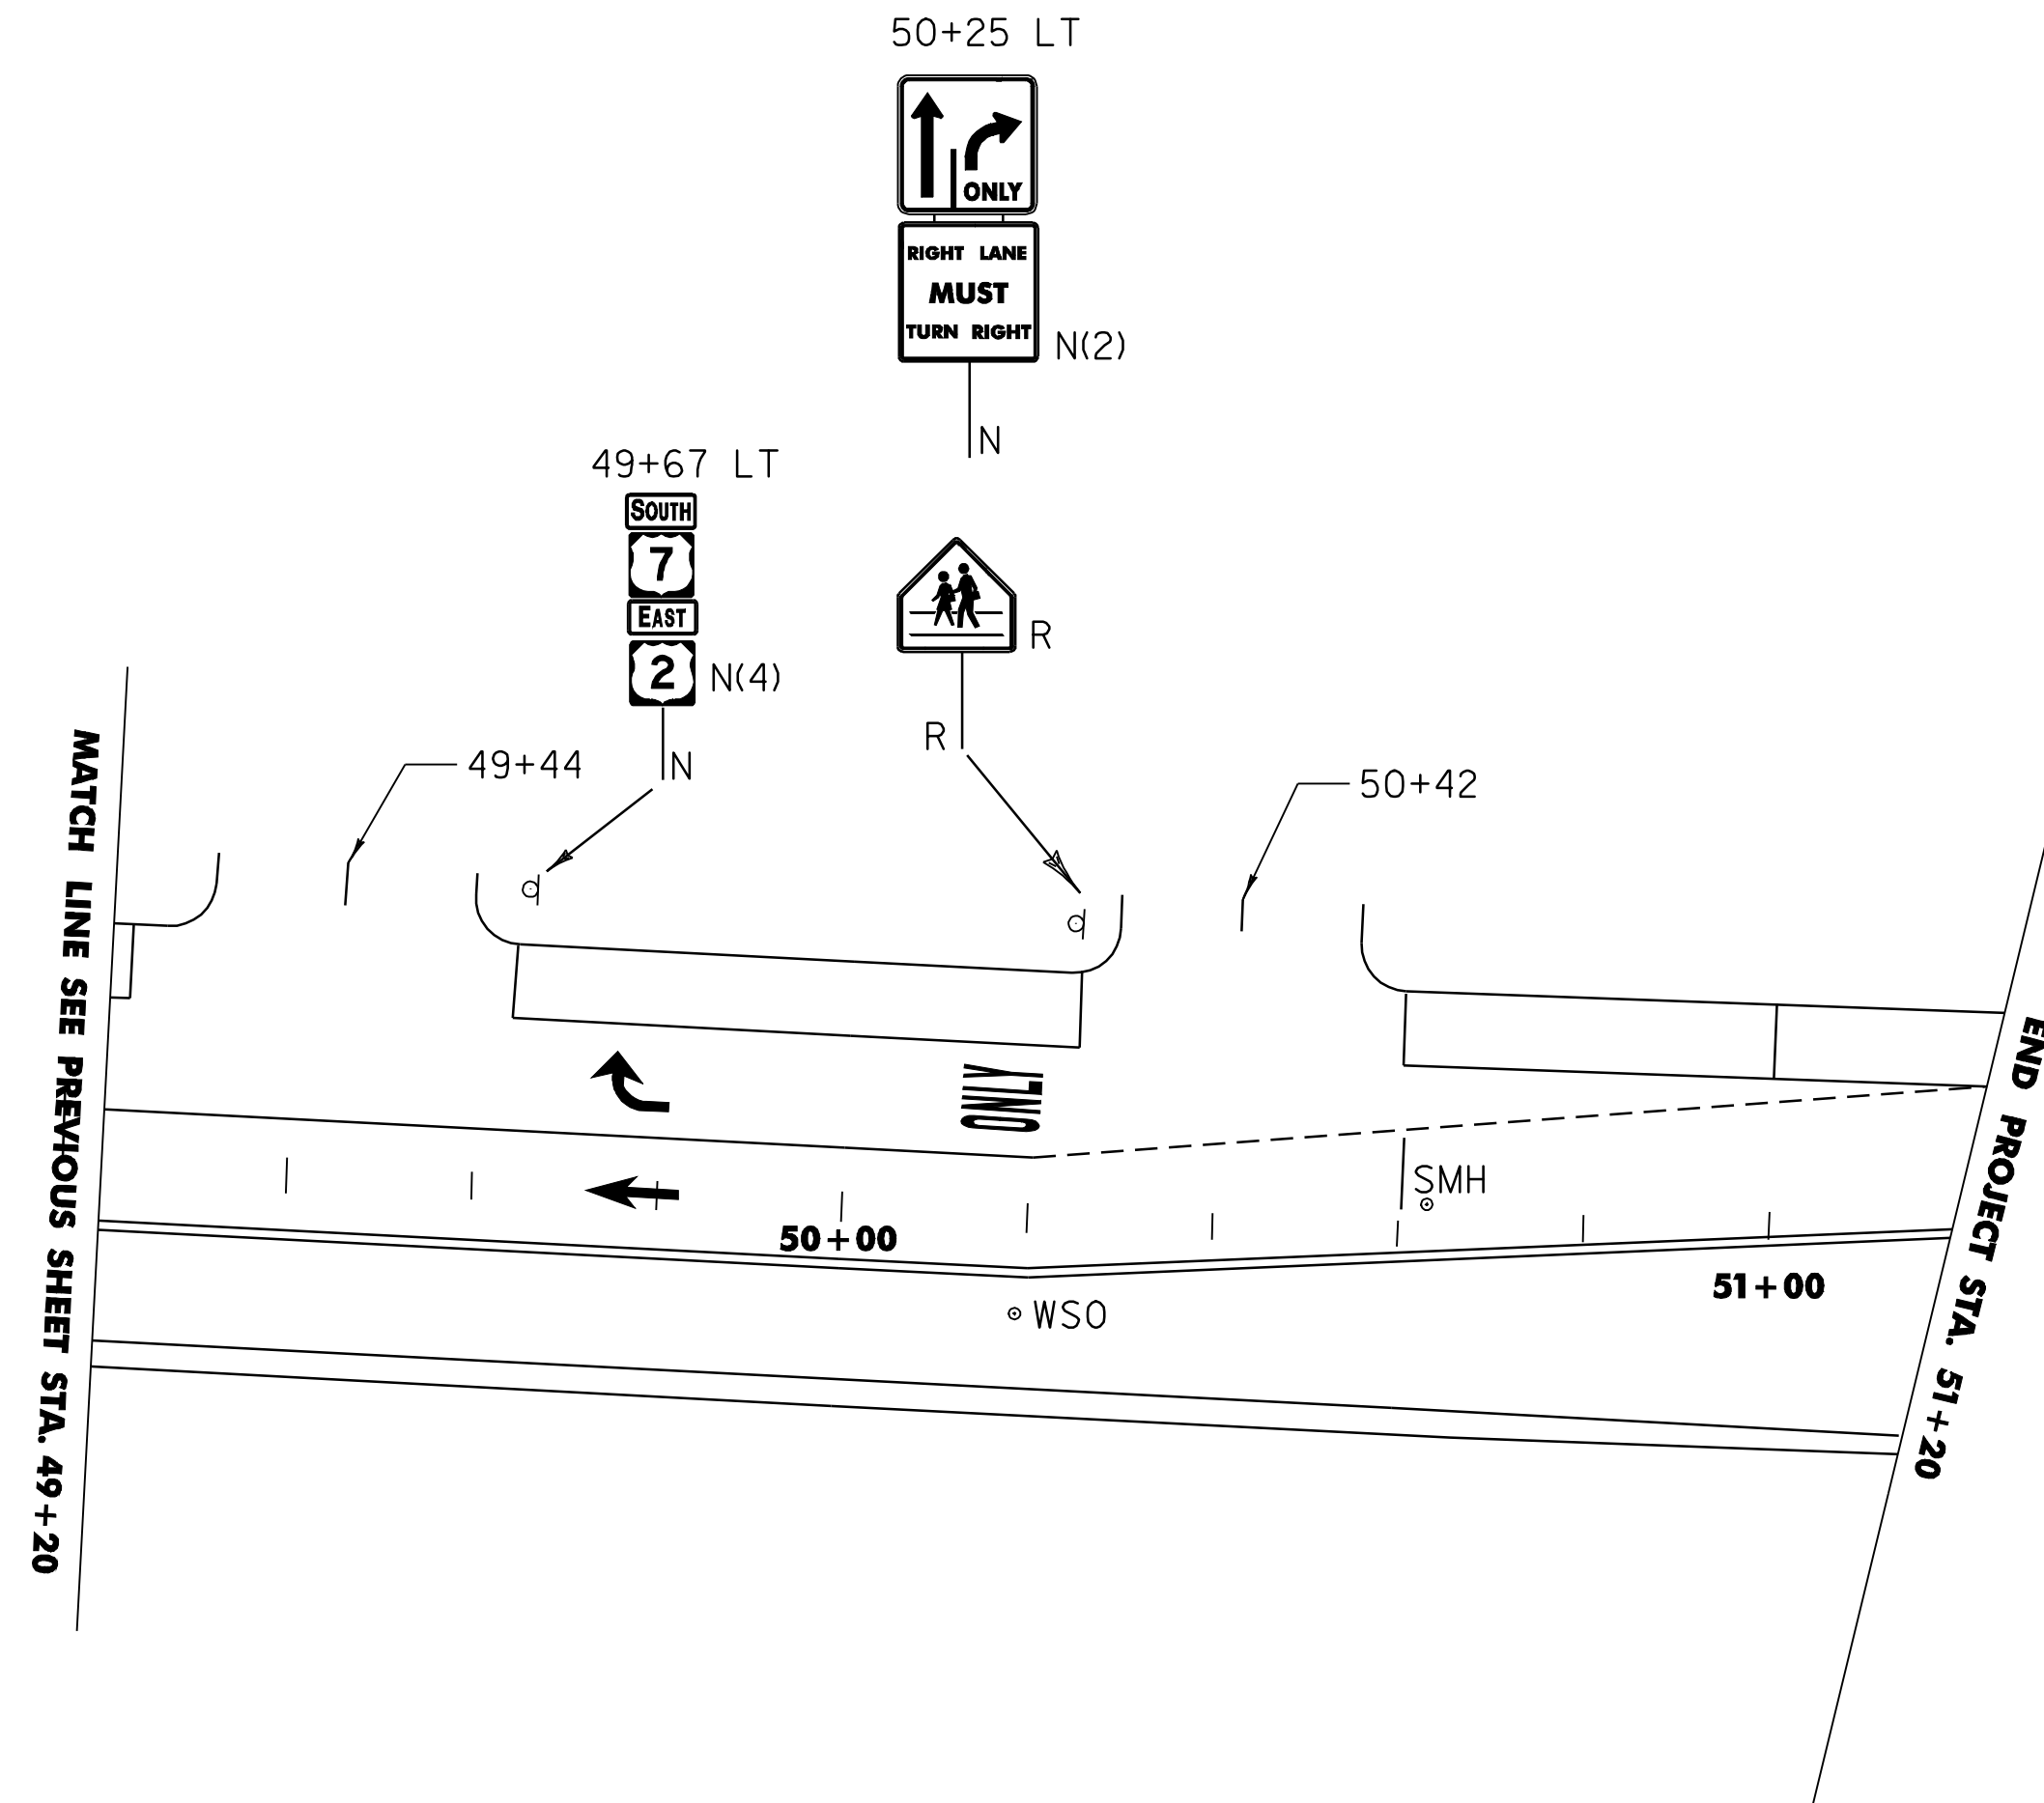 50+25 LT
ONLY
RIGHT LANE
MUST
TURN RIGHT
N(2)
N
49+67 LT
SOUTH
7
EAST
2
N(4)
N
R
R
49+44
50+42
MATCH LINE SEE PREVIOUS SHEET STA. 49+20
END PROJECT STA. 51+20
ONLY
SMH
50+00
51+00
WSO